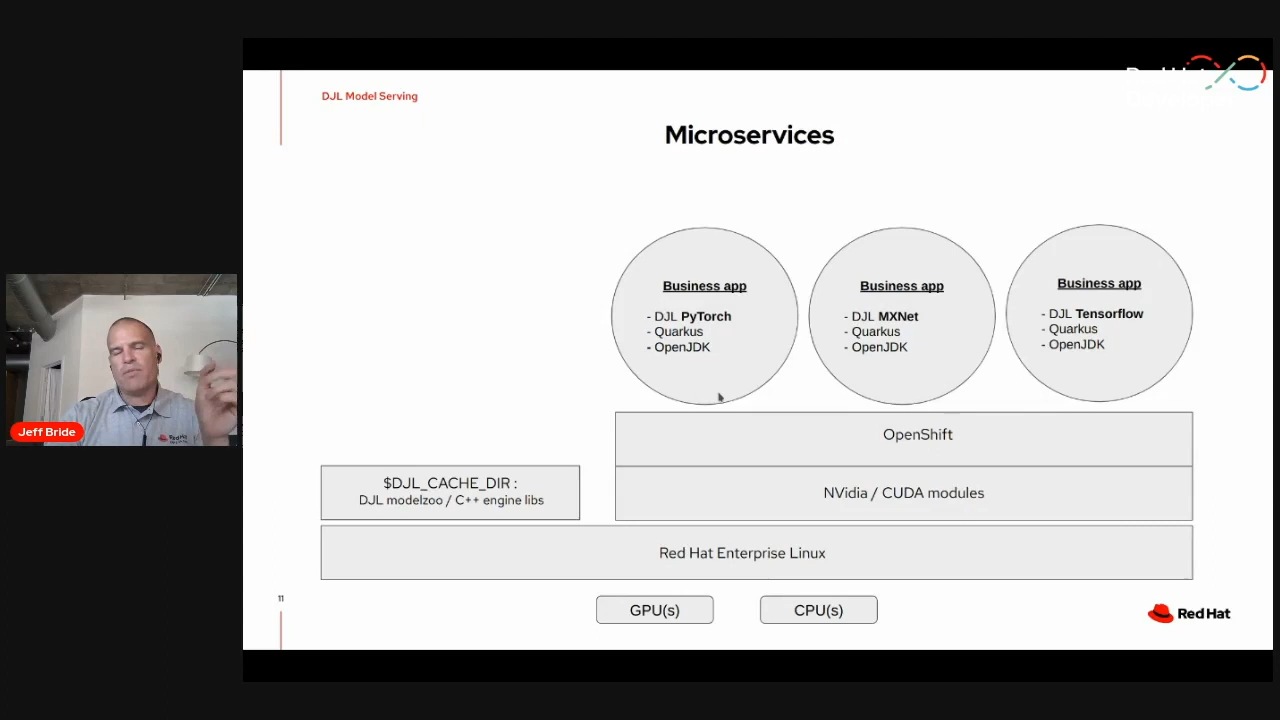 DJL Model Serving
Microservices
Business app
- DJL PyTorch
- Quarkus
- OpenJDK
Business app
- DJL MXNet
- Quarkus
- OpenJDK
Business app
- DJL Tensorflow
- Quarkus
- OpenJDK
OpenShift
$DJL_CACHE_DIR :
DJL modelzoo / C++ engine libs
NVidia / CUDA modules
Red Hat Enterprise Linux
GPU(s)
CPU(s)
11
Red Hat
Jeff Bride
Red Hat